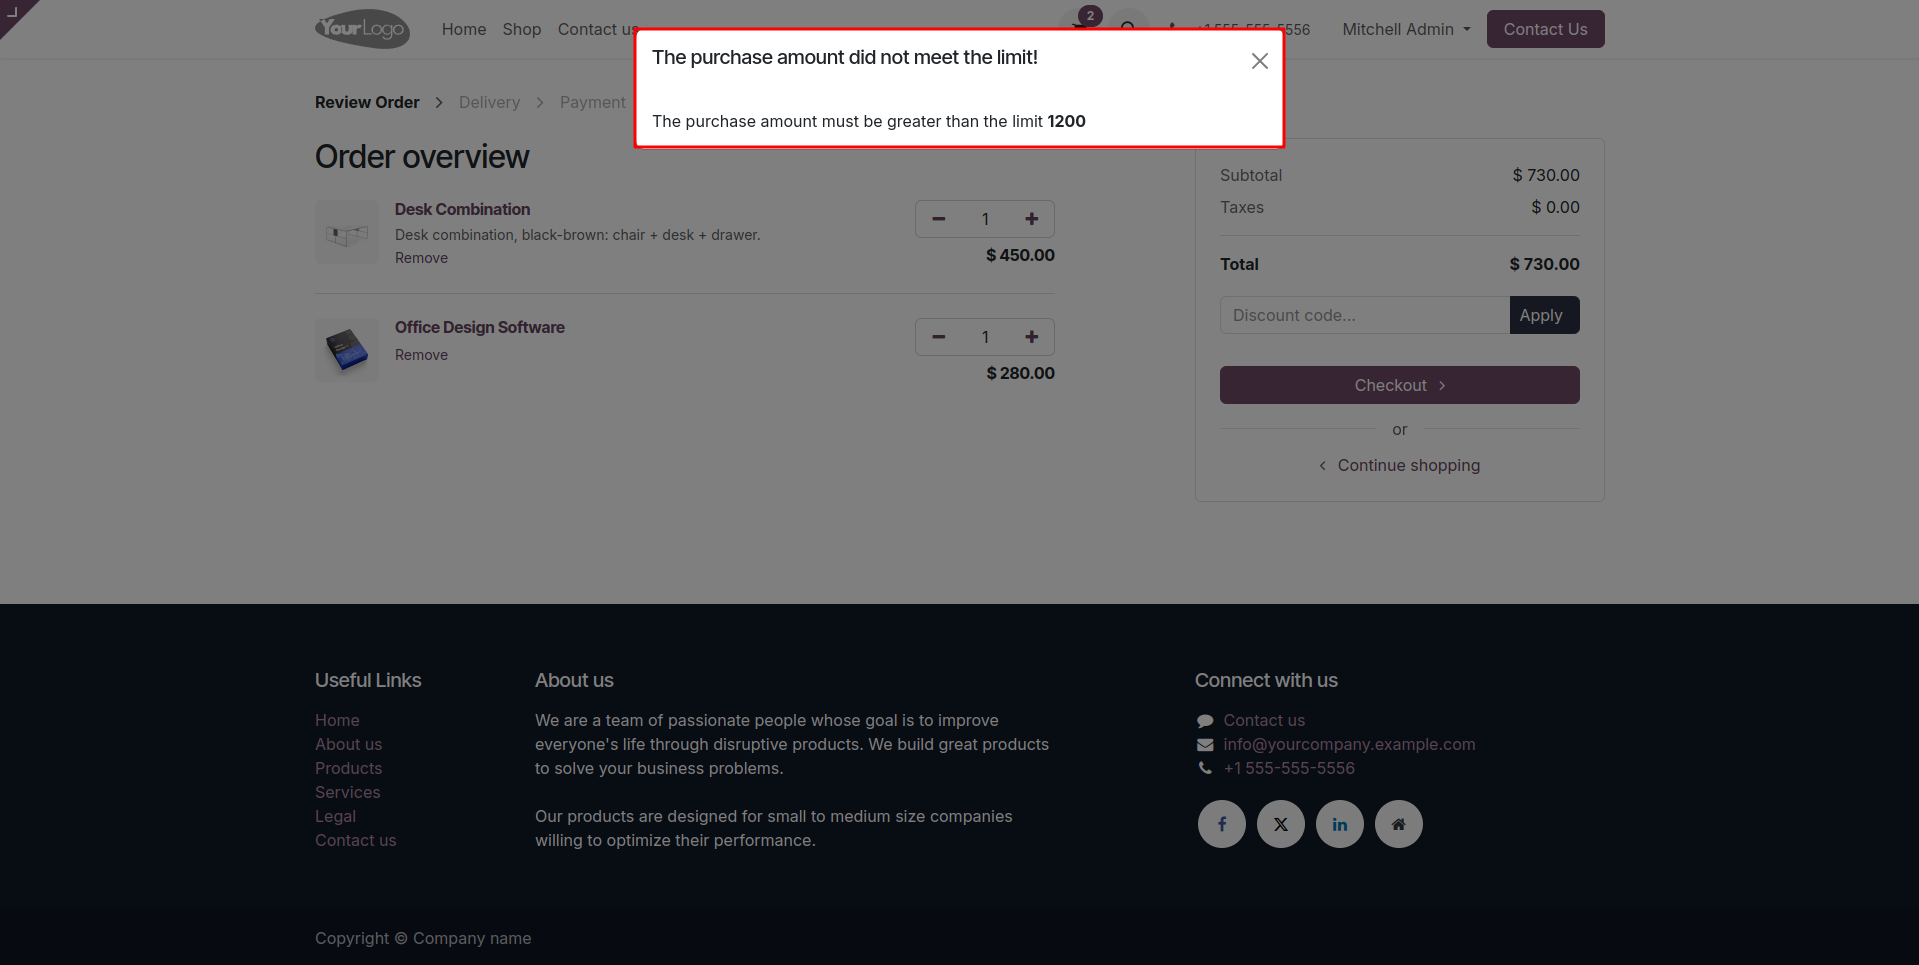 YourLogo
Home Shop Contact us
2
+1 555-555-5556
Mitchell Admin
Contact Us
The purchase amount did not meet the limit!
The purchase amount must be greater than the limit 1200
Review Order > Delivery > Payment
Order overview
Desk Combination
Desk combination, black-brown: chair + desk + drawer.
Remove
1
$ 450.00
Office Design Software
Remove
1
$ 280.00
Subtotal $ 730.00
Taxes $ 0.00
Total $ 730.00
Discount code... Apply
Checkout >
or
< Continue shopping
Useful Links
Home
About us
Products
Services
Legal
Contact us
About us
We are a team of passionate people whose goal is to improve
everyone's life through disruptive products. We build great products
to solve your business problems.
Our products are designed for small to medium size companies
willing to optimize their performance.
Connect with us
Contact us
info@yourcompany.example.com
+1 555-555-5556
Copyright © Company name